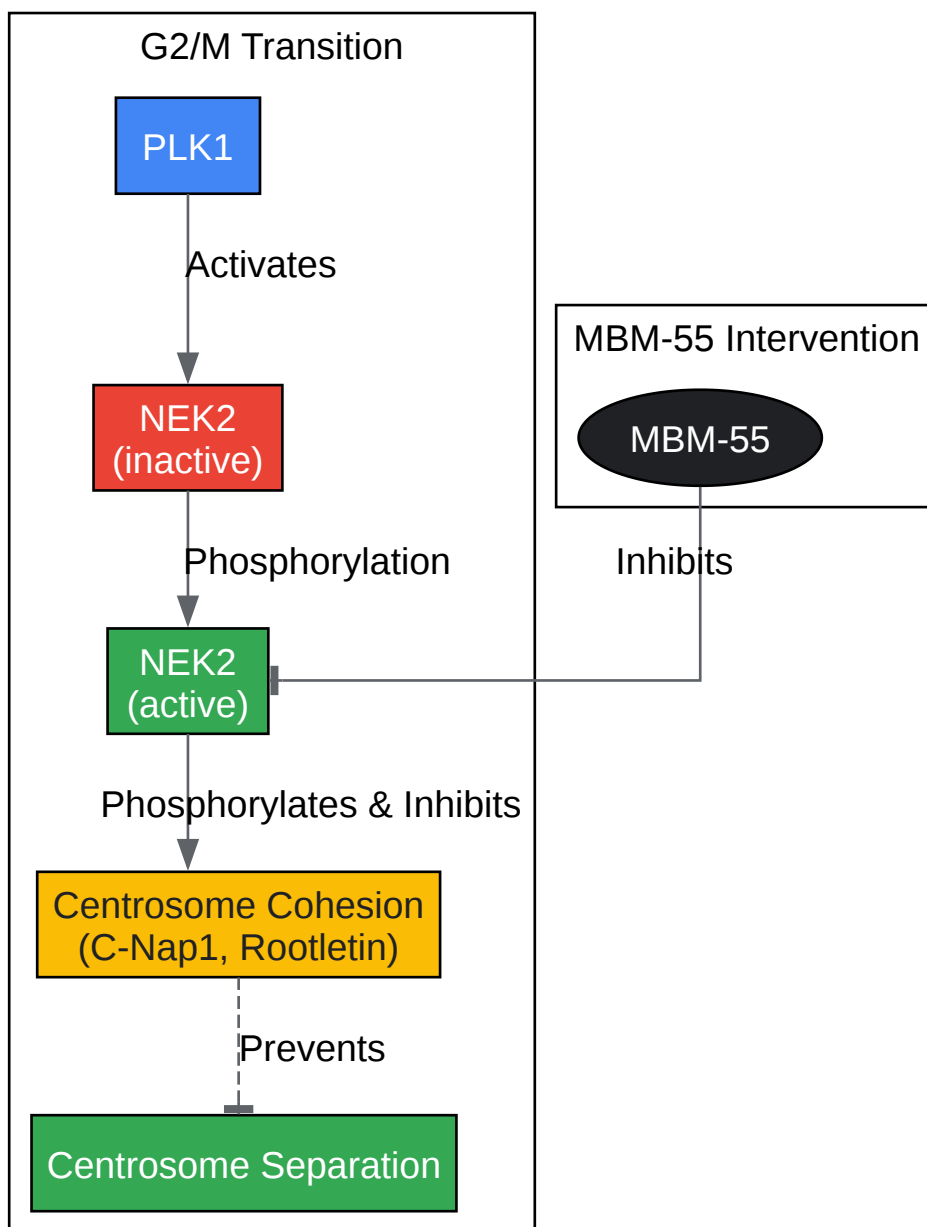 G2/M Transition
PLK1
Activates
MBM-55 Intervention
NEK2
(inactive)
MBM-55
Phosphorylation
Inhibits
NEK2
(active)
Phosphorylates & Inhibits
Centrosome Cohesion
(C-Nap1, Rootletin)
Prevents
Centrosome Separation